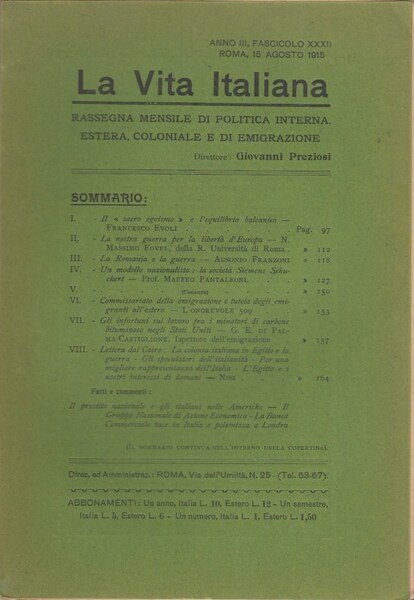 ANNO III, FASCICOLO XXXII
ROMA, 15 AGOSTO 1915
La Vita Italiana
RASSEGNA MENSILE DI POLITICA INTERNA,
ESTERA, COLONIALE E DI EMIGRAZIONE
Direttore: Giovanni Preziosi
SOMMARIO:
I. - Il « sacro egoismo » e l'equilibrio balcanico —
FRANCESCO EVOLI Pag. 97
II. - La nostra guerra per la libertà d'Europa — N.
MASSIMO FOVEL, della R. Università di Roma . » 112
III. - La Romania e la guerra — AUSONIO FRANZONI » 118
IV. - Un modello nazionalista: la società Siemens Schu-
ckert — Prof. MAFFEO PANTALEONI. » 127
V. - (Censura) » 150
VI. - Commissariato della emigrazione e tutela degli emi-
granti all'estero. — L'ONOREVOLE 509 » 153
VII. - Gli infortuni sul lavoro fra i minatori di carbone
bituminoso negli Stati Uniti — G. E. DI PAL-
MA-CASTIGLIONE, Ispettore dell'emigrazione » 157
VIII. - Lettera dal Cairo: La colonia italiana in Egitto e la
guerra - Gli speculatori dell'italianità - Per una
migliore rappresentanza dell'Italia - L'Egitto e i
nostri interessi di domani — NISI » 164
Fatti e commenti:
Il prestito nazionale e gli italiani nelle Americhe — Il
Gruppo Nazionale di Azione Economica - La Banca
Commerciale tace in Italia e polemizza a Londra
(IL SOMMARIO CONTINUA NELL'INTERNO DELLA COPERTINA).
Direz. ed Amministraz.: ROMA, Via dell'Umiltà, N. 25 - (Tel. 63-67).
ABBONAMENTI: Un anno, Italia L. 10, Estero L. 12 - Un semestre,
Italia L. 5, Estero L. 6 - Un numero, Italia L. 1, Estero L. 1,50